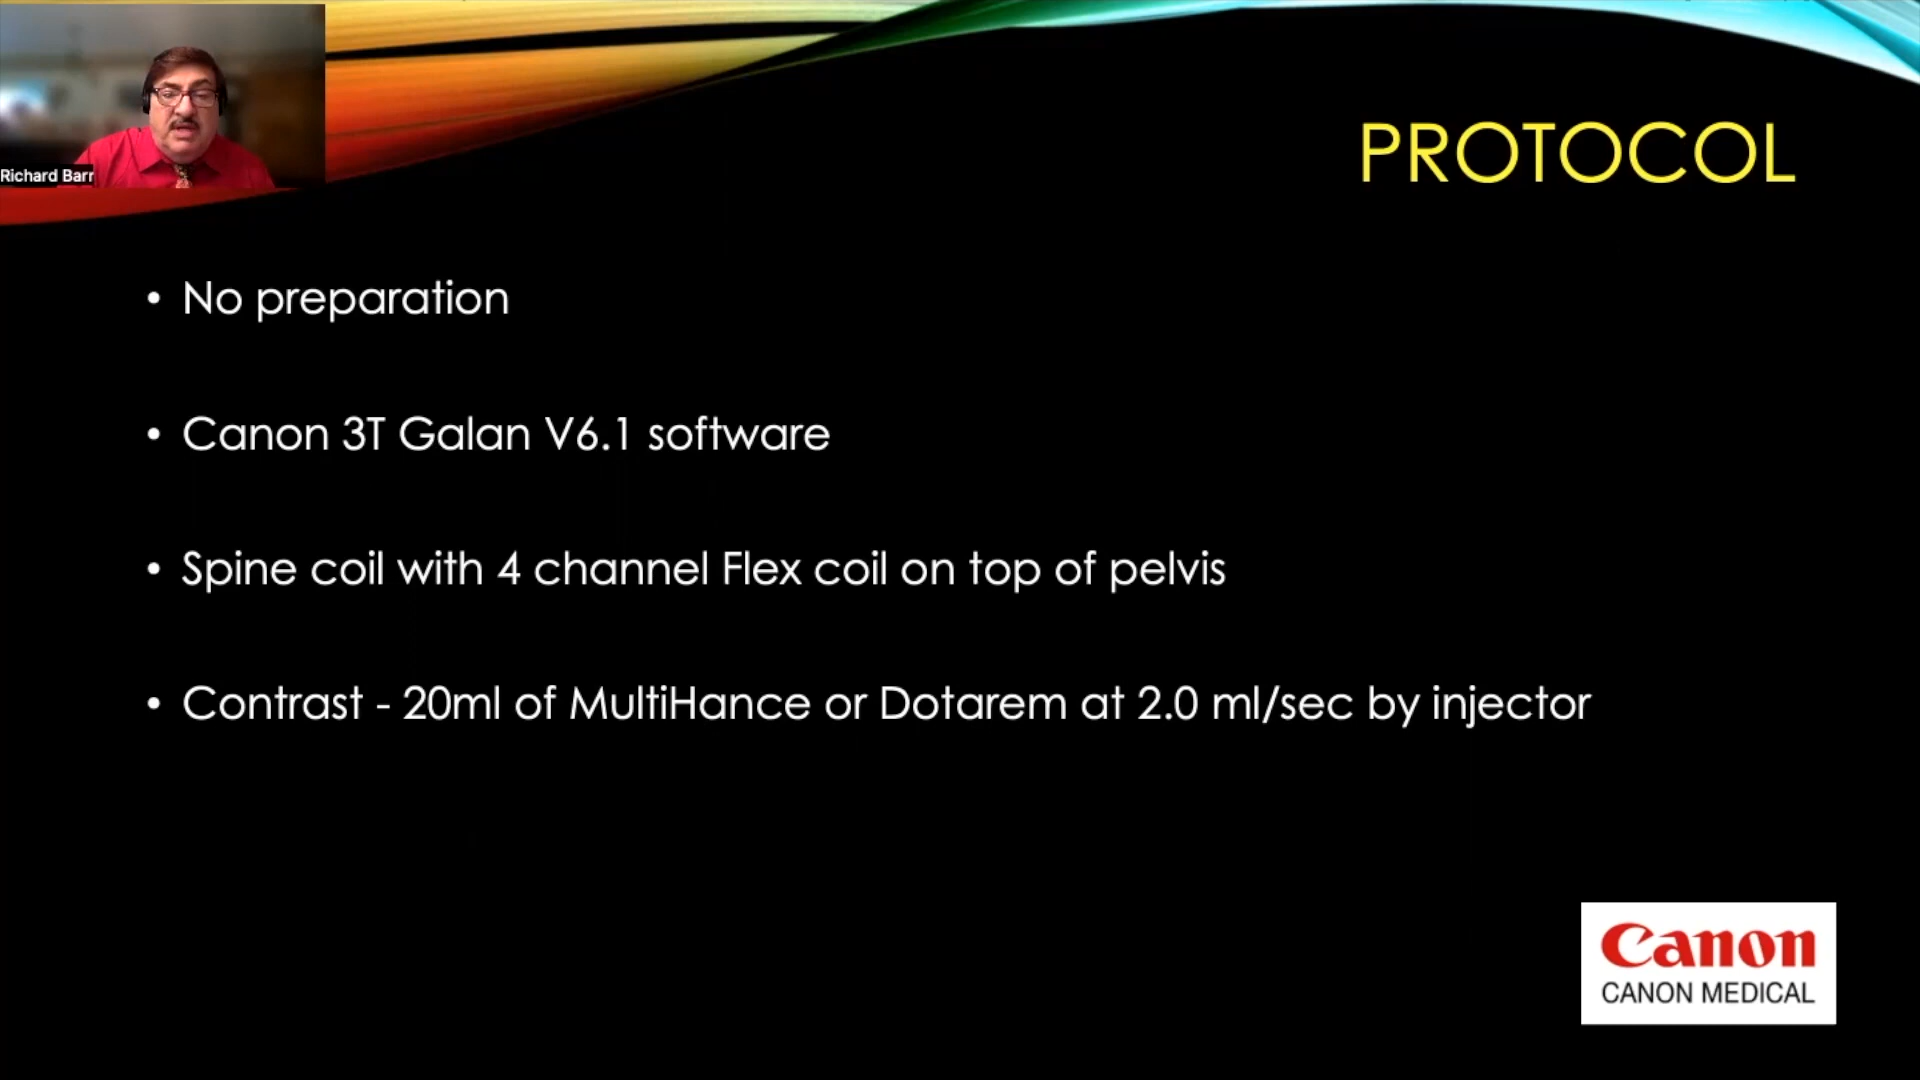 Richard Barr
PROTOCOL
• No preparation
• Canon 3T Galan V6.1 software
• Spine coil with 4 channel Flex coil on top of pelvis
• Contrast - 20ml of MultiHance or Dotarem at 2.0 ml/sec by injector
Canon
CANON MEDICAL